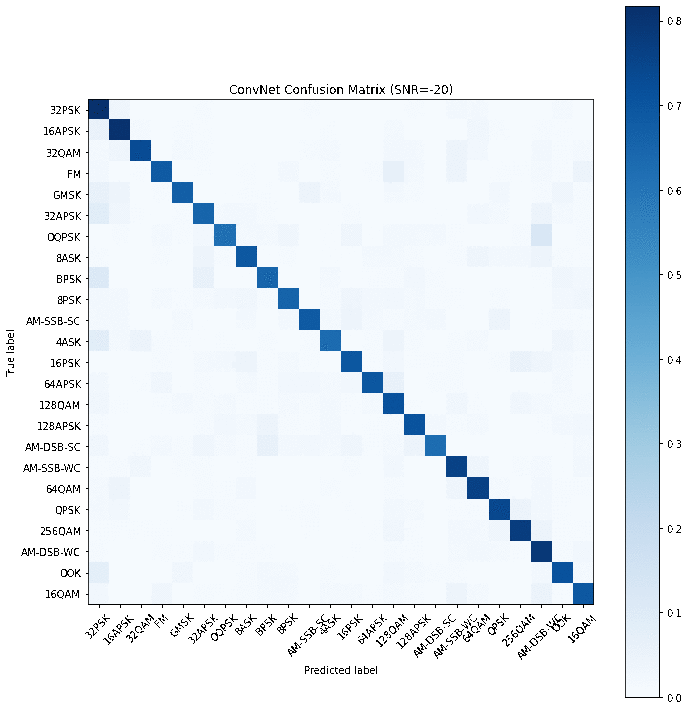 ConvNet Confusion Matrix (SNR=-20)
True label
32PSK
16APSK
32QAM
FM
GMSK
32APSK
OQPSK
8ASK
BPSK
8PSK
AM-SSB-SC
4ASK
16PSK
64APSK
128QAM
128APSK
AM-DSB-SC
AM-SSB-WC
64QAM
QPSK
256QAM
AM-DSB-WC
OOK
16QAM
32PSK
16APSK
32QAM
FM
GMSK
32APSK
OQPSK
8ASK
BPSK
8PSK
AM-SSB-SC
4ASK
16PSK
64APSK
128QAM
128APSK
AM-DSB-SC
AM-SSB-WC
64QAM
QPSK
256QAM
AM-DSB-WC
OOK
16QAM
Predicted label
0.8
0.7
0.6
0.5
0.4
0.3
0.2
0.1
0.0